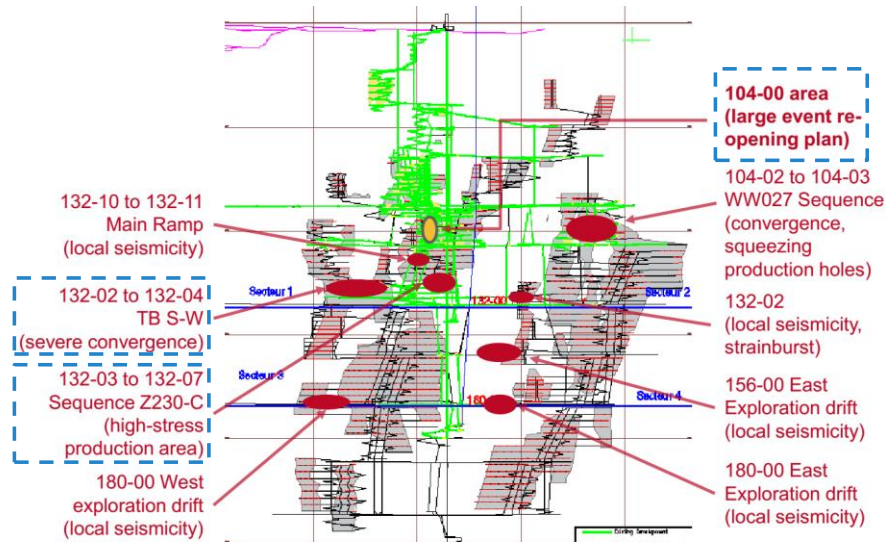 104-00 area
(large event re-
opening plan)
104-02 to 104-03
WW027 Sequence
(convergence,
squeezing
production holes)
132-10 to 132-11
Main Ramp
(local seismicity)
132-02 to 132-04
TB S-W
(severe convergence)
132-03 to 132-07
Sequence Z230-C
(high-stress
production area)
180-00 West
exploration drift
(local seismicity)
Secteur 1
132-00
Secteur 2
Secteur 3
Secteur 4
132-02
(local seismicity,
strainburst)
156-00 East
Exploration drift
(local seismicity)
180-00 East
Exploration drift
(local seismicity)